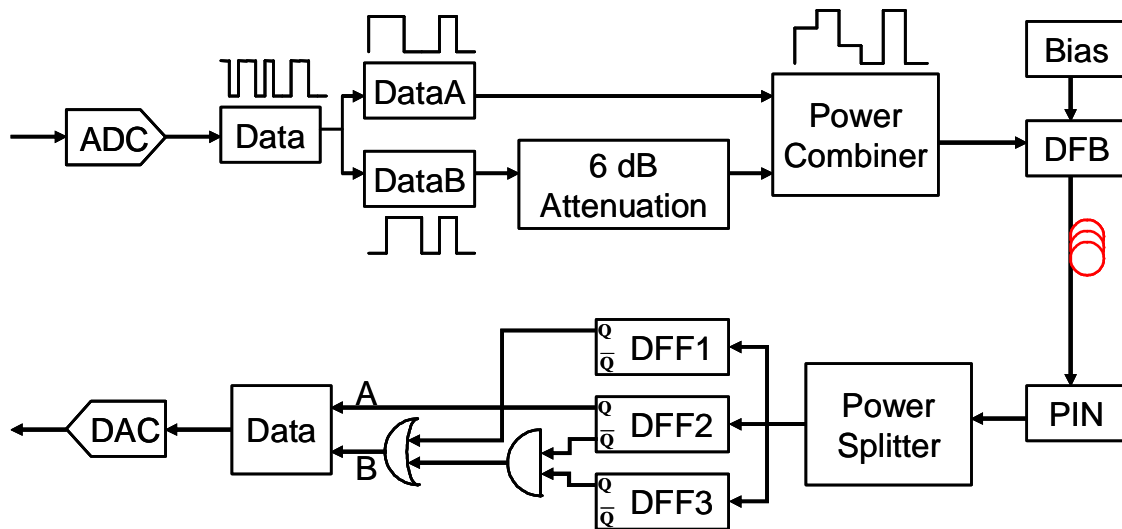 Bias
DataA
ADC
Data
Power
Combiner
DFB
DataB
6 dB
Attenuation
Q
Q̅
DFF1
A
DAC
Data
B
Q
Q̅
DFF2
Power
Splitter
PIN
Q
Q̅
DFF3